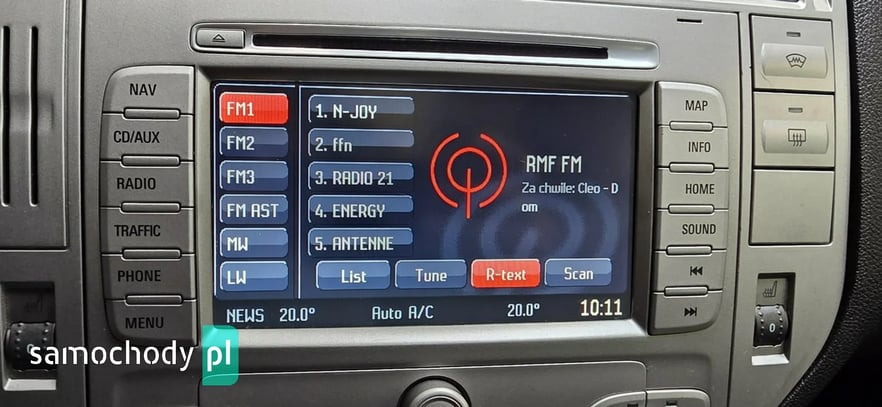 NAV
CD/AUX
RADIO
TRAFFIC
PHONE
MENU
FM1
FM2
FM3
FM AST
MW
LW
1. N-JOY
2. ffn
3. RADIO 21
4. ENERGY
5. ANTENNE
RMF FM
Za chwile: Cleo - D
om
List Tune R-text Scan
NEWS 20.0° Auto A/C 20.0° 10:11
MAP
INFO
HOME
SOUND
0
0
samochody pl